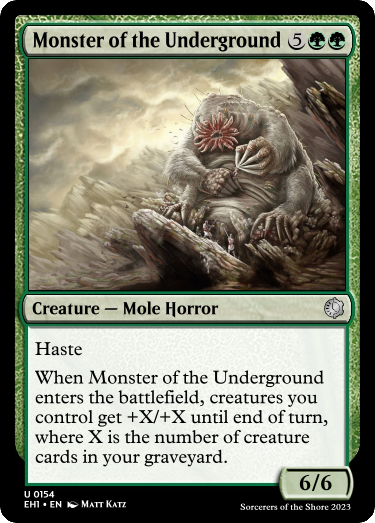 Monster of the Underground 5
Creature — Mole Horror
Haste
When Monster of the Underground
enters the battlefield, creatures you
control get +X/+X until end of turn,
where X is the number of creature
cards in your graveyard.
6/6
U 0154
EH1 • EN Matt Katz
Sorcerers of the Shore 2023